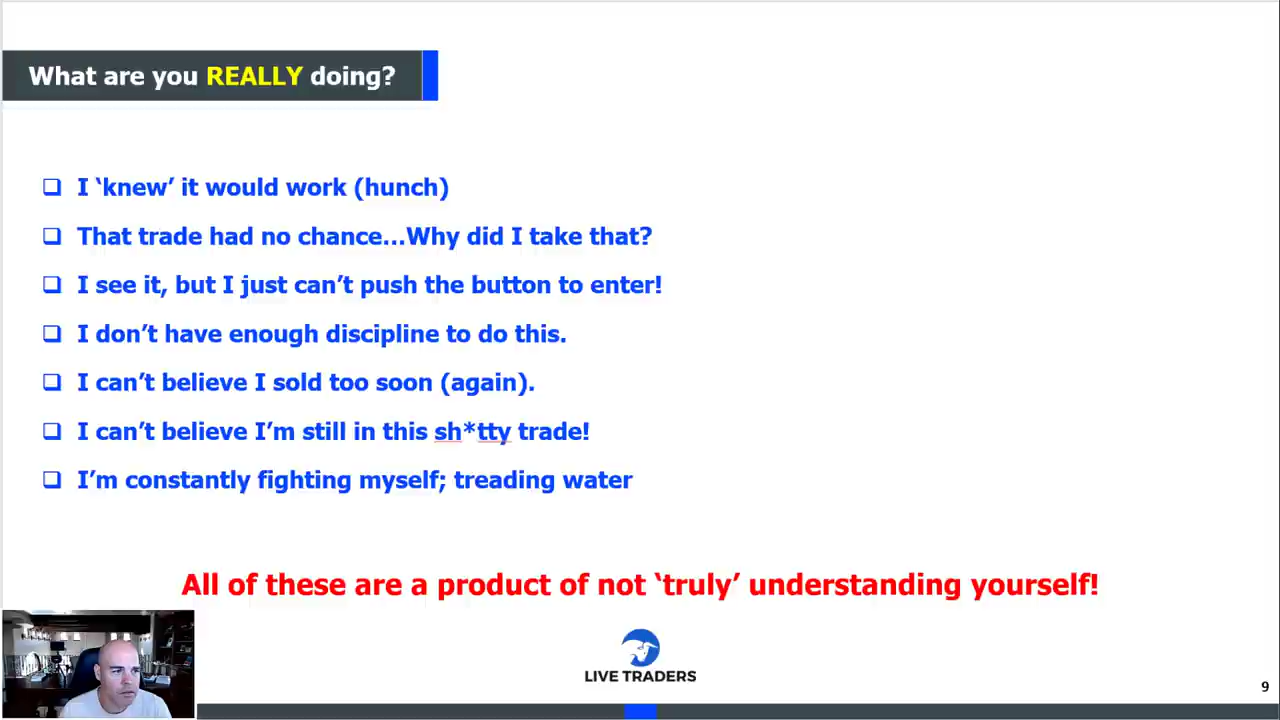 What are you REALLY doing?
I ‘knew’ it would work (hunch)
That trade had no chance...Why did I take that?
I see it, but I just can’t push the button to enter!
I don’t have enough discipline to do this.
I can’t believe I sold too soon (again).
I can’t believe I’m still in this sh*tty trade!
I’m constantly fighting myself; treading water
All of these are a product of not ‘truly’ understanding yourself!
LIVE TRADERS
9